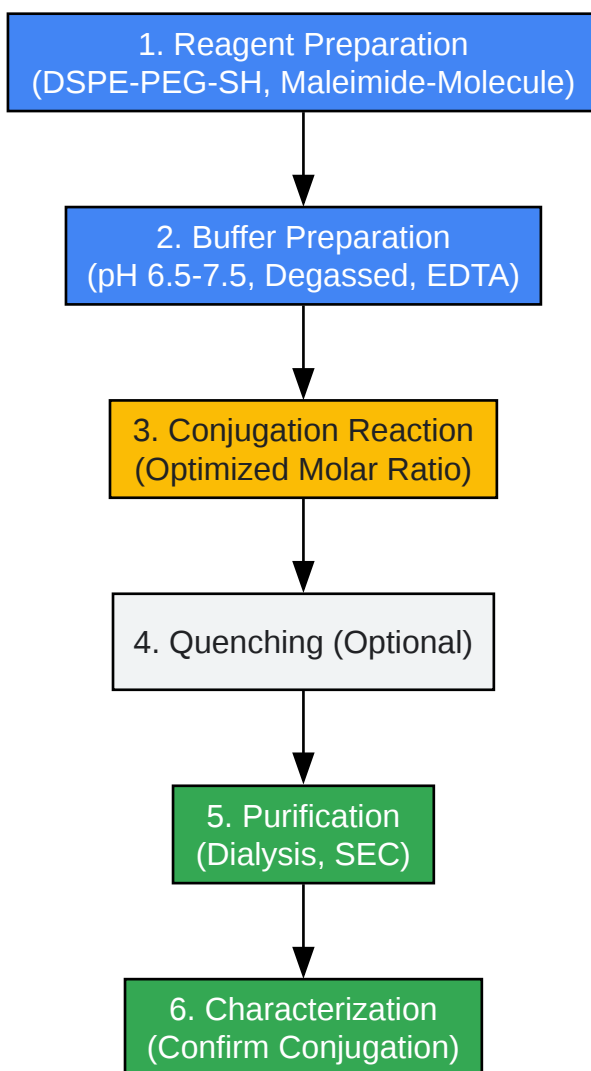 1. Reagent Preparation
(DSPE-PEG-SH, Maleimide-Molecule)
2. Buffer Preparation
(pH 6.5-7.5, Degassed, EDTA)
3. Conjugation Reaction
(Optimized Molar Ratio)
4. Quenching (Optional)
5. Purification
(Dialysis, SEC)
6. Characterization
(Confirm Conjugation)